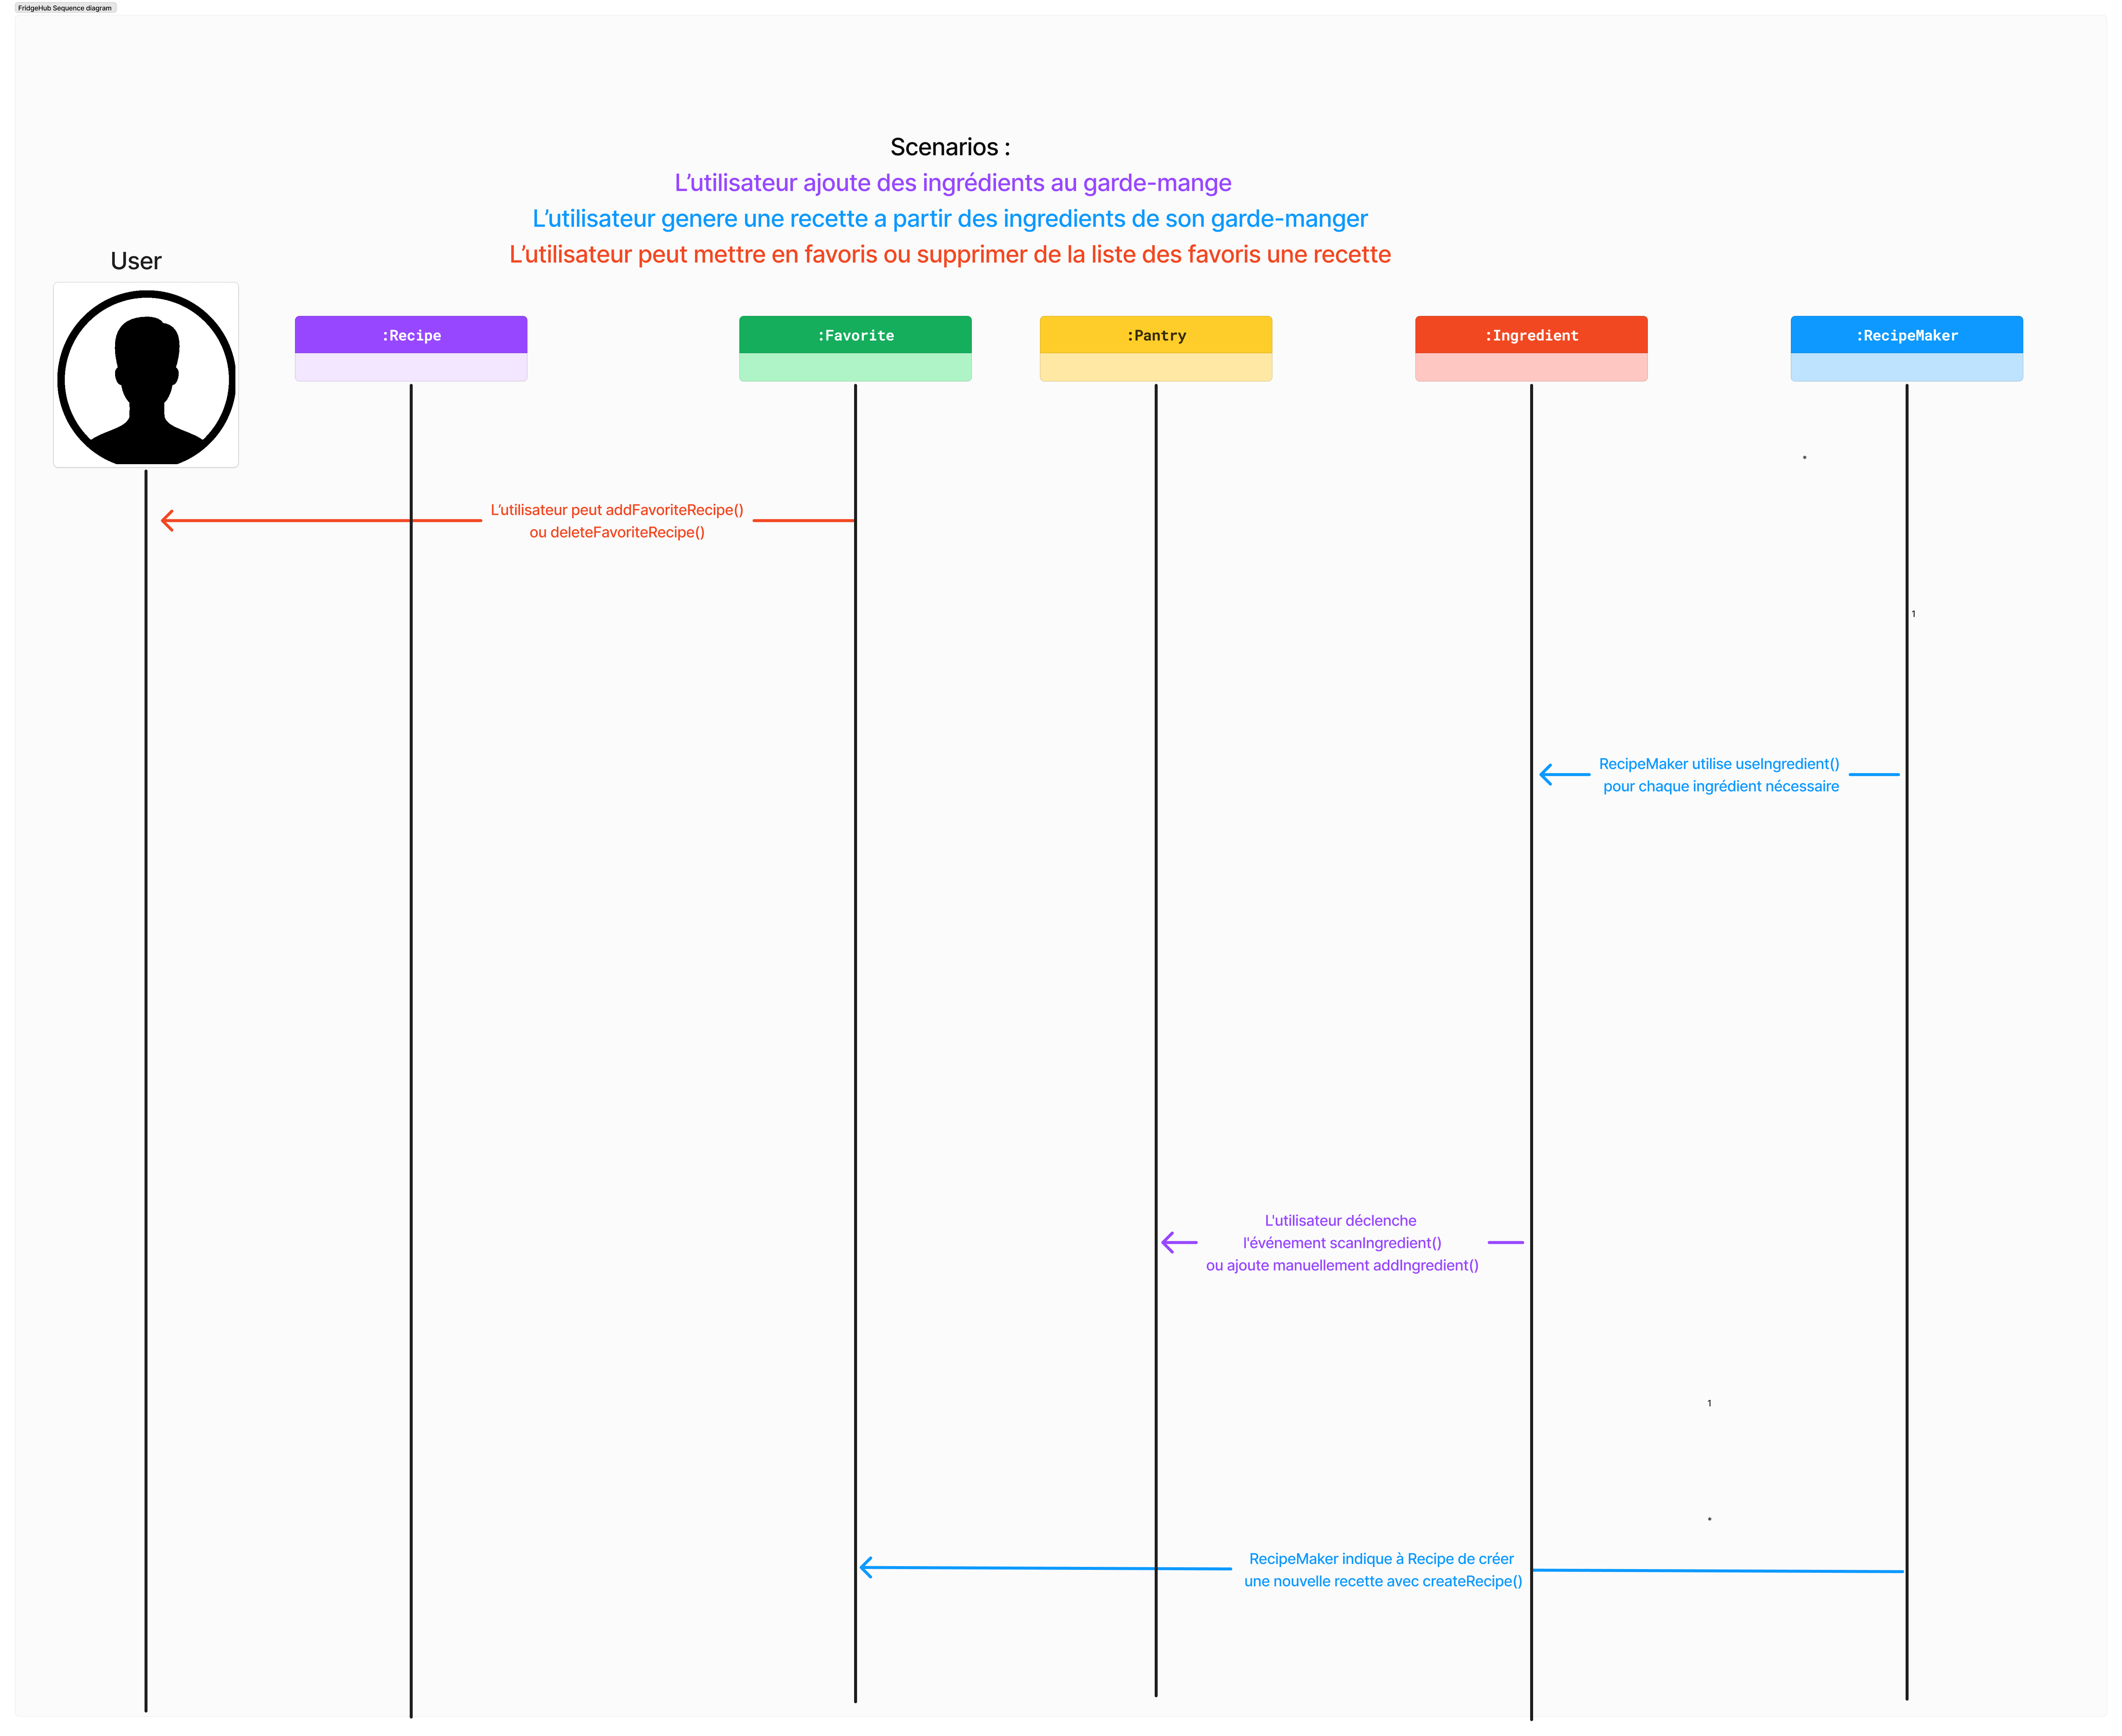 FridgeHub Sequence diagram
Scenarios :
L’utilisateur ajoute des ingrédients au garde-mange
L’utilisateur genere une recette a partir des ingredients de son garde-manger
L’utilisateur peut mettre en favoris ou supprimer de la liste des favoris une recette
User
:Recipe
:Favorite
:Pantry
:Ingredient
:RecipeMaker
*
L’utilisateur peut addFavoriteRecipe()
ou deleteFavoriteRecipe()
1
RecipeMaker utilise useIngredient()
pour chaque ingrédient nécessaire
L'utilisateur déclenche
l'événement scanIngredient()
ou ajoute manuellement addIngredient()
1
*
RecipeMaker indique à Recipe de créer
une nouvelle recette avec createRecipe()